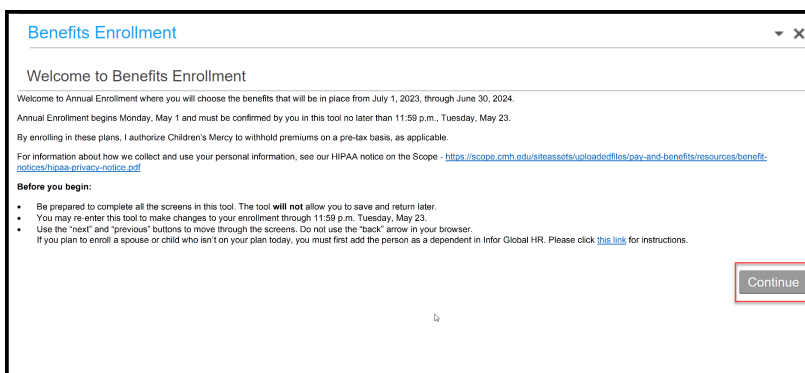 Benefits Enrollment
Welcome to Benefits Enrollment
Welcome to Annual Enrollment where you will choose the benefits that will be in place from July 1, 2023, through June 30, 2024.
Annual Enrollment begins Monday, May 1 and must be confirmed by you in this tool no later than 11:59 p.m., Tuesday, May 23.
By enrolling in these plans, I authorize Children's Mercy to withhold premiums on a pre-tax basis, as applicable.
For information about how we collect and use your personal information, see our HIPAA notice on the Scope - https://scope.cmh.edu/siteassets/uploadedfiles/pay-and-benefits/resources/benefit-
notices/hipaa-privacy-notice.pdf
Before you begin:
• Be prepared to complete all the screens in this tool. The tool will not allow you to save and return later.
• You may re-enter this tool to make changes to your enrollment through 11:59 p.m. Tuesday, May 23.
• Use the "next" and "previous" buttons to move through the screens. Do not use the "back" arrow in your browser.
If you plan to enroll a spouse or child who isn't on your plan today, you must first add the person as a dependent in Infor Global HR. Please click this link for instructions.
Continue